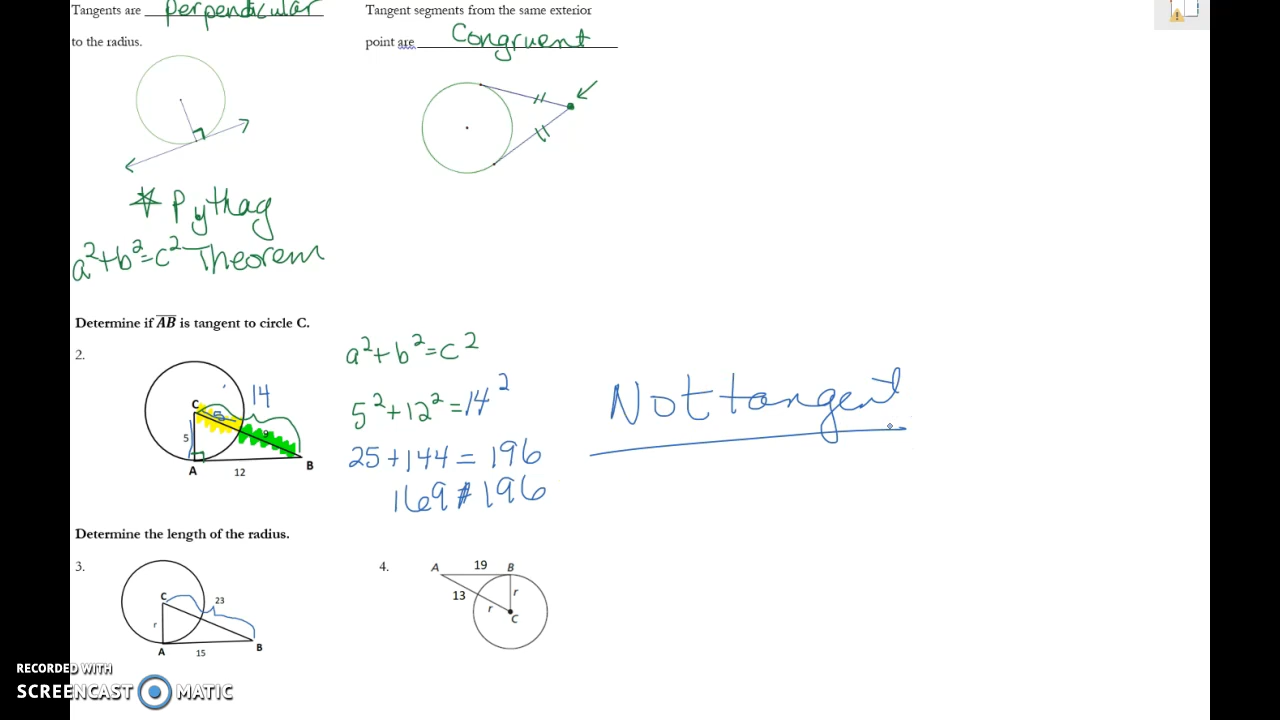 Tangents are perpendicular
to the radius.
Tangent segments from the same exterior
point are congruent
* Pythag
a²+b²=c² Theorem
Determine if AB is tangent to circle C.
2.
C
14
5
5
9
A
12
B
a²+b²=c²
5²+12²=14²
25+144=196
169≠196
Not tangent
Determine the length of the radius.
3.
C
23
r
A
15
B
4.
A
19
B
13
r
r
C
RECORDED WITH
SCREENCAST MATIC